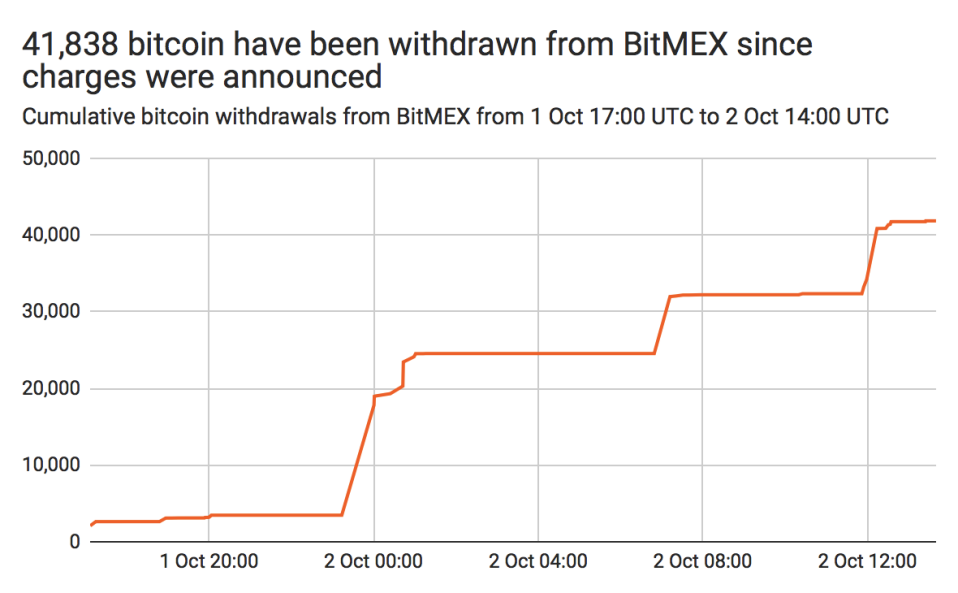 41,838 bitcoin have been withdrawn from BitMEX since
charges were announced
Cumulative bitcoin withdrawals from BitMEX from 1 Oct 17:00 UTC to 2 Oct 14:00 UTC
50,000
40,000
30,000
20,000
10,000
0
1 Oct 20:00 2 Oct 00:00 2 Oct 04:00 2 Oct 08:00 2 Oct 12:00